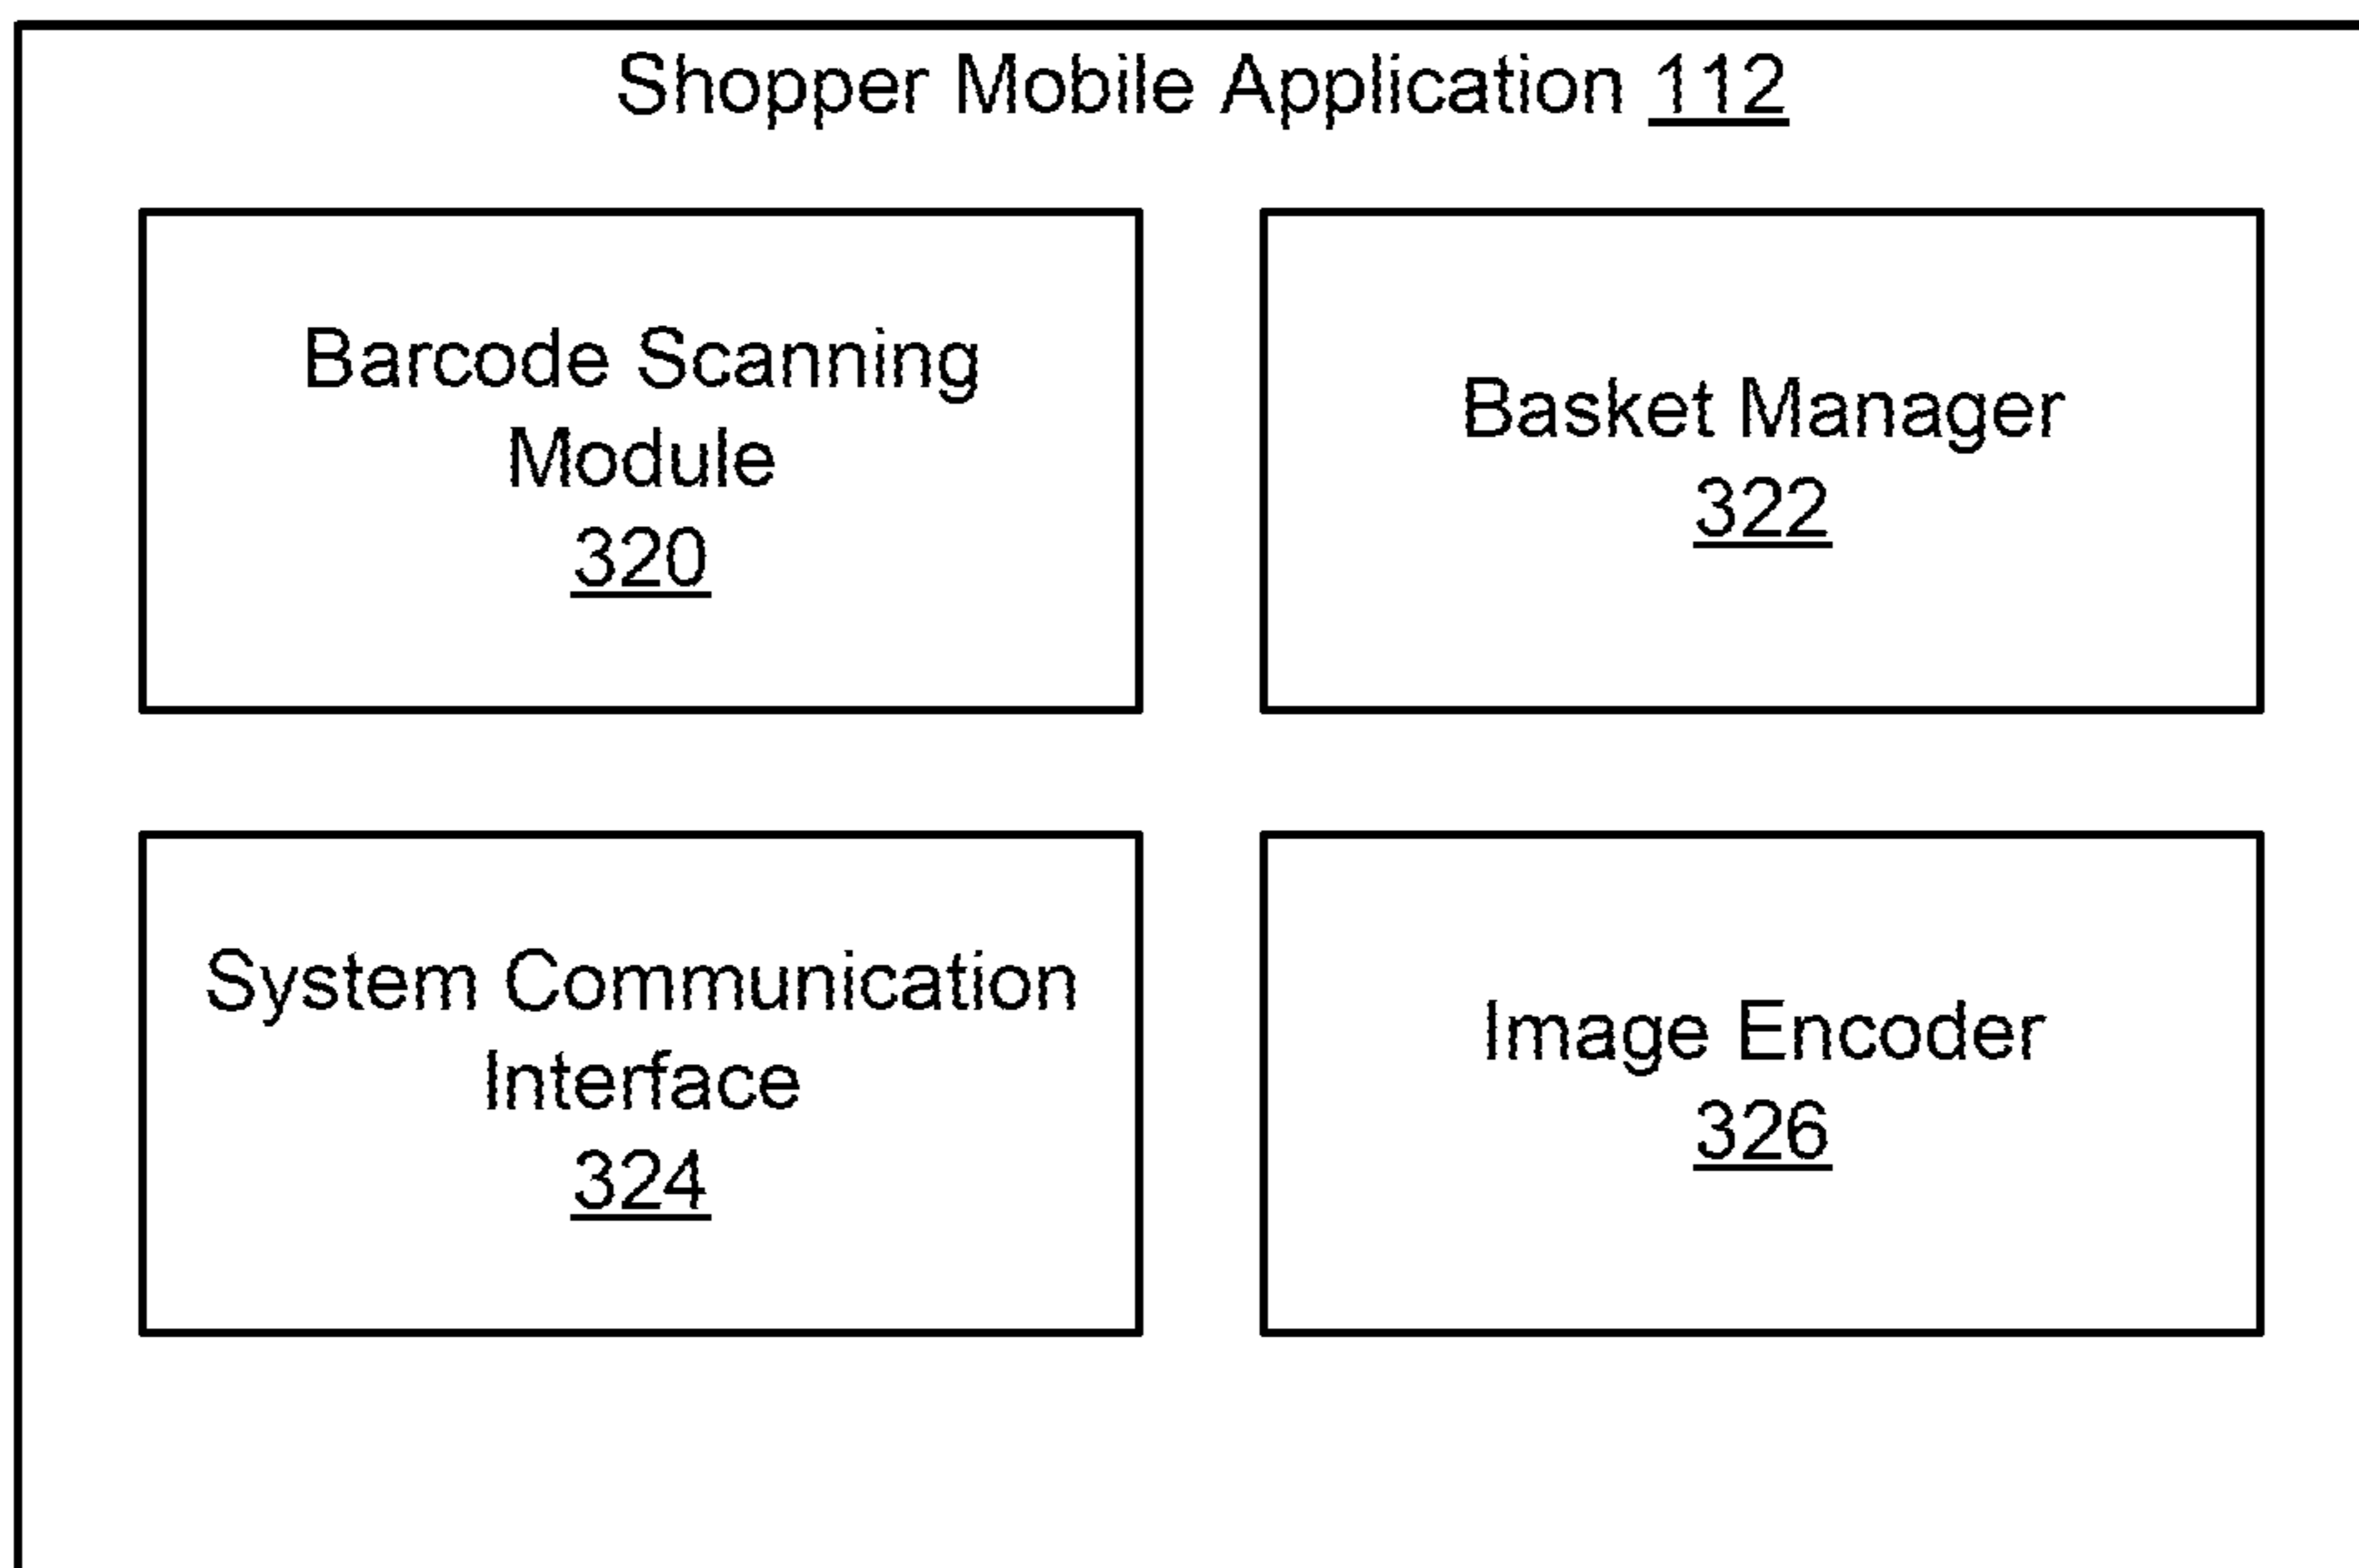 Shopper Mobile Application 112
Barcode Scanning
Module
320
Basket Manager
322
System Communication
Interface
324
Image Encoder
326